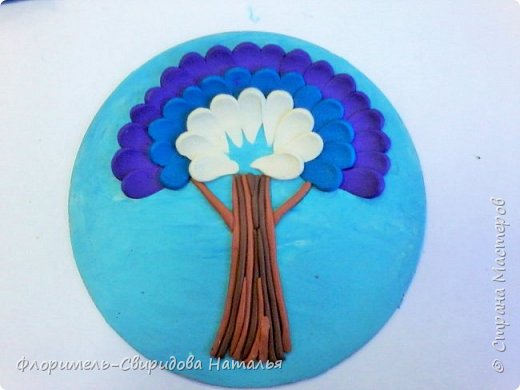 Флоримель-Свиридова Наталья
© Страна Мастеров